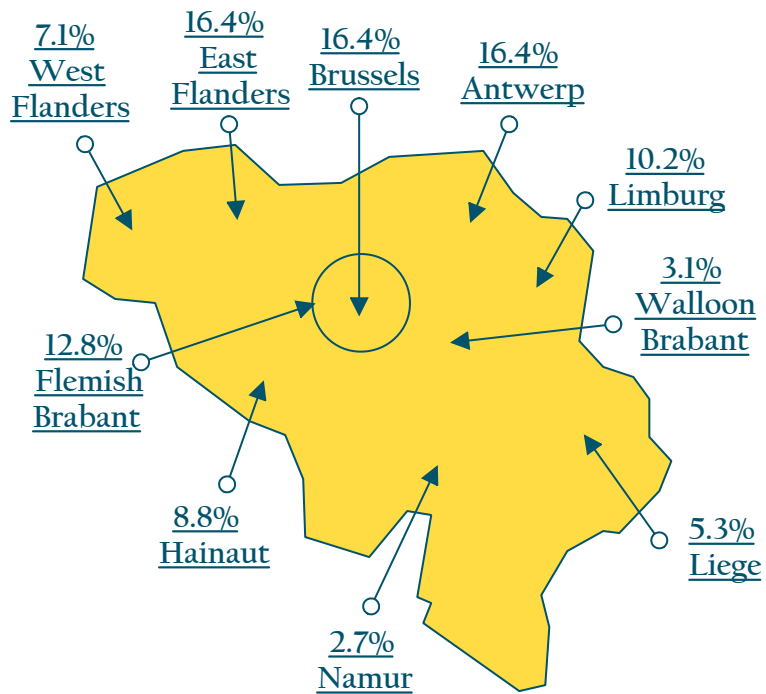 7.1%
West
Flanders
16.4%
East
Flanders
16.4%
Brussels
16.4%
Antwerp
10.2%
Limburg
3.1%
Walloon
Brabant
12.8%
Flemish
Brabant
8.8%
Hainaut
5.3%
Liege
2.7%
Namur